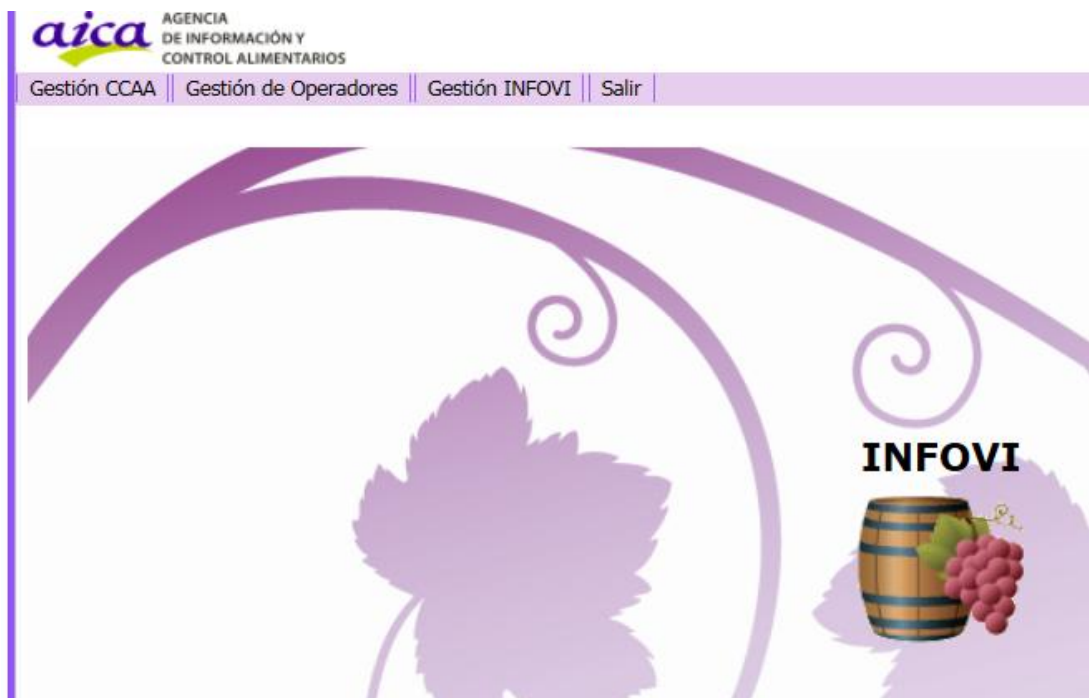 aica
AGENCIA
DE INFORMACIÓN Y
CONTROL ALIMENTARIOS
Gestión CCAA Gestión de Operadores Gestión INFOVI Salir
INFOVI